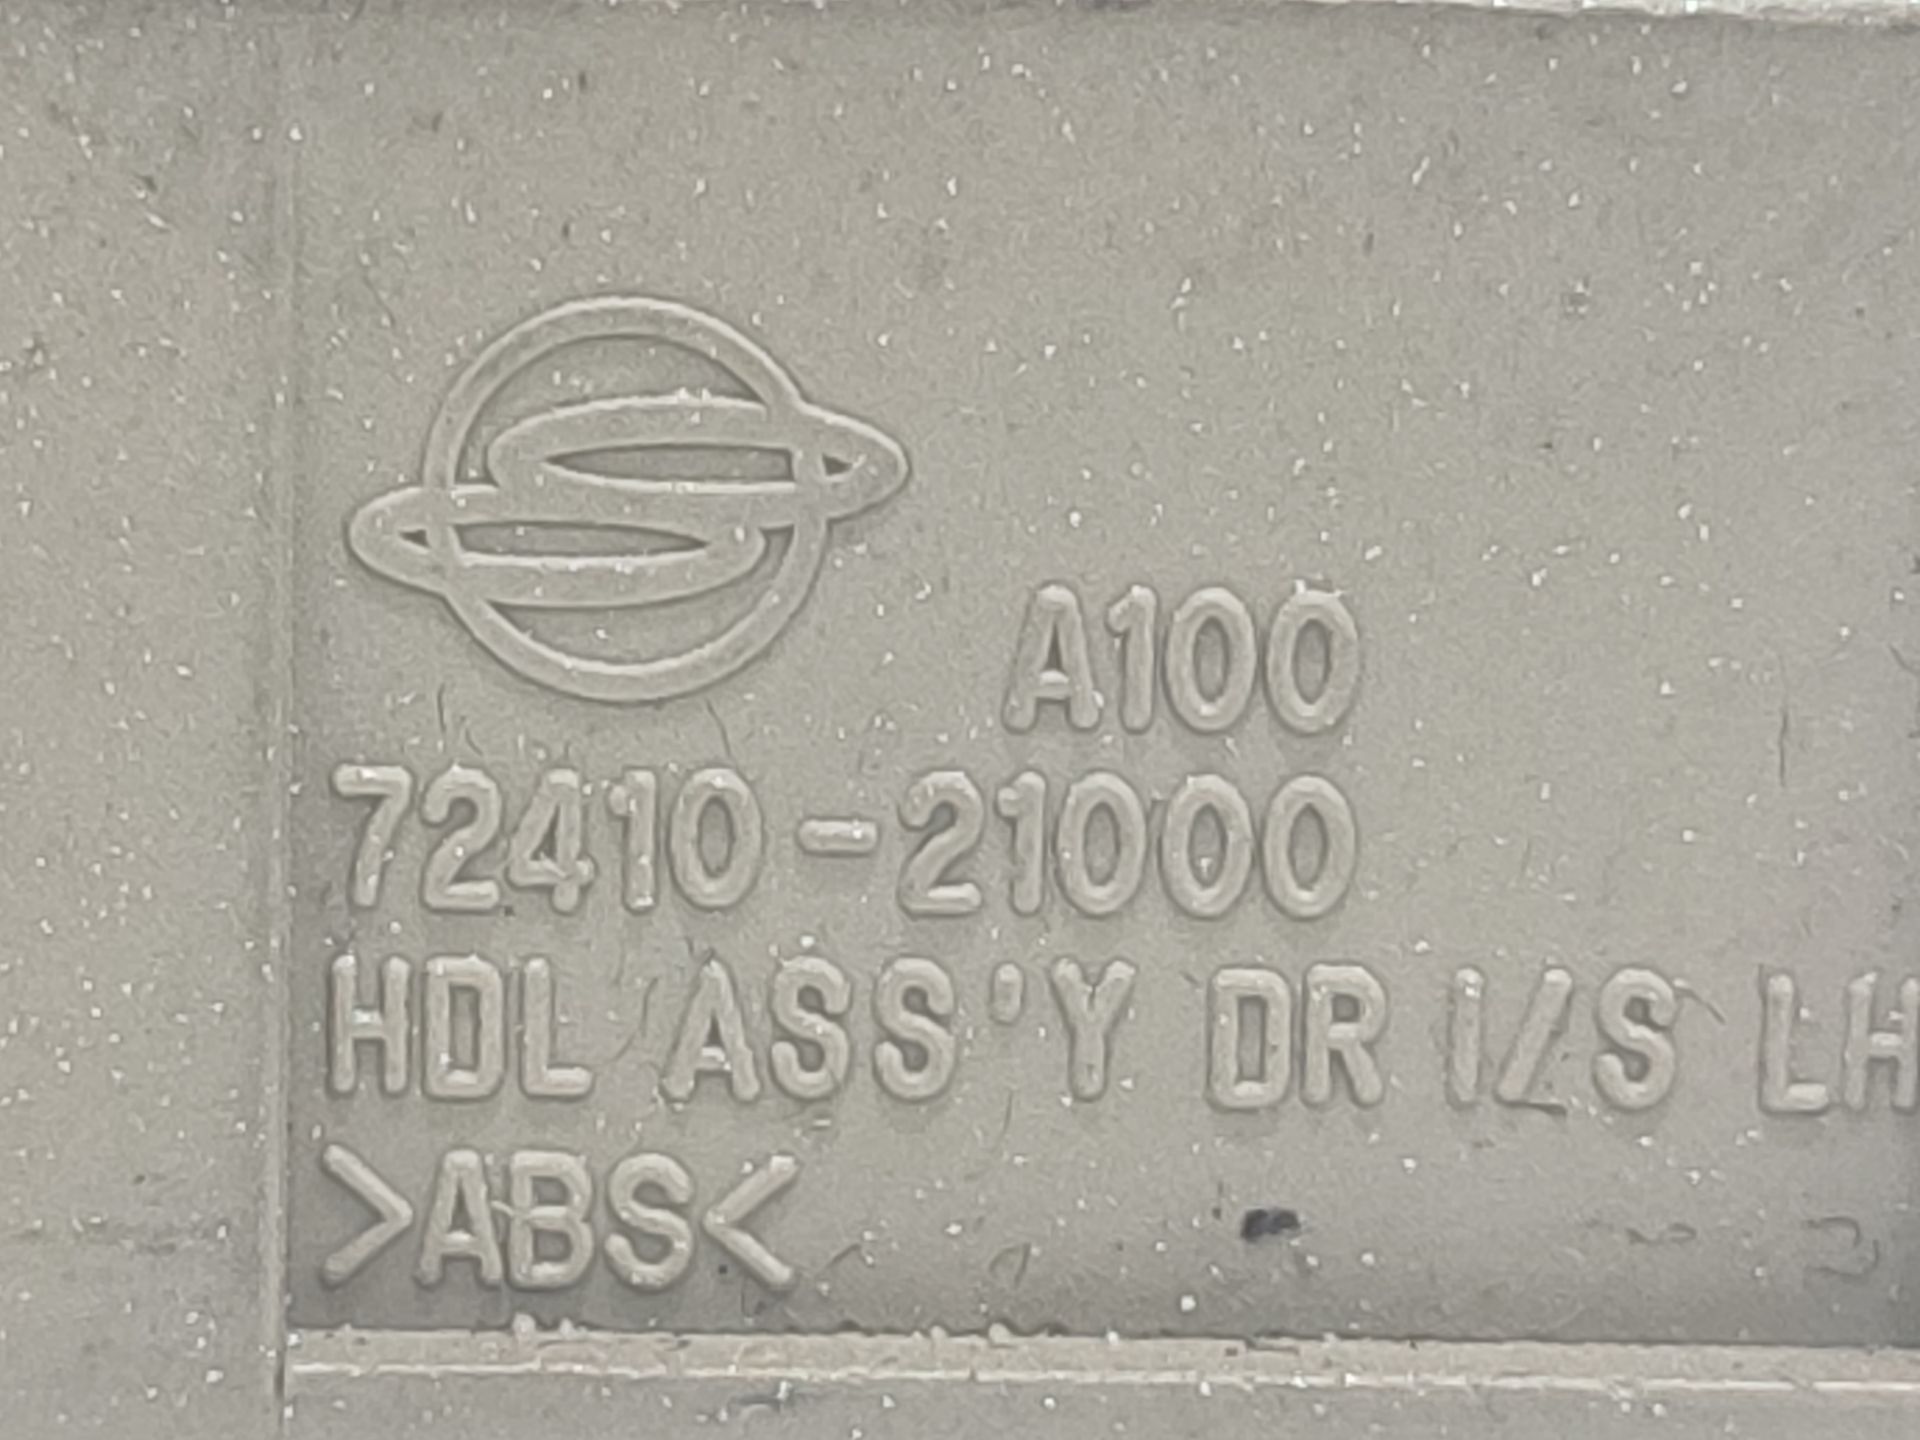 A100
72410-21000
HDL ASS'Y DR I/S LH
>ABS<